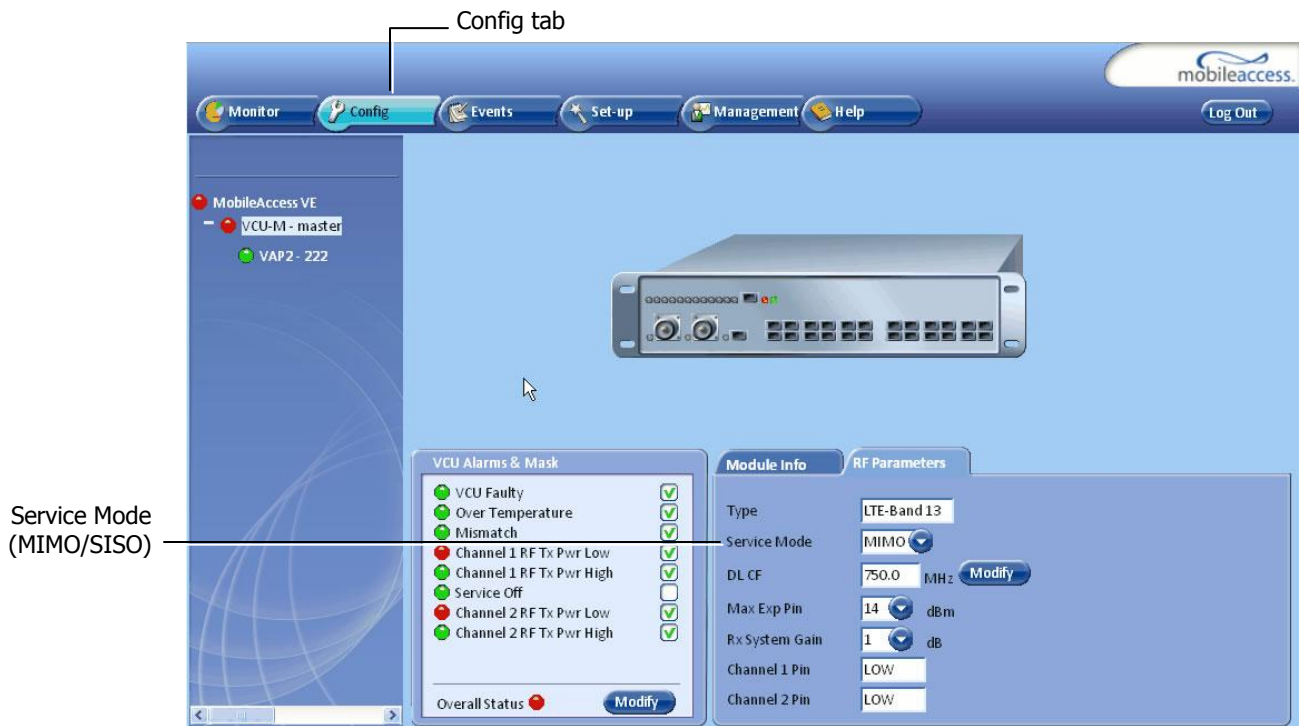 Config tab
mobileaccess.
Monitor
Config
Events
Set-up
Management
Help
Log Out
MobileAccess VE
VCU-M - master
VAP2 - 222
Service Mode
(MIMO/SISO)
VCU Alarms & Mask
VCU Faulty
Over Temperature
Mismatch
Channel 1 RF Tx Pwr Low
Channel 1 RF Tx Pwr High
Service Off
Channel 2 RF Tx Pwr Low
Channel 2 RF Tx Pwr High
Overall Status
Modify
Module Info
RF Parameters
Type LTE-Band 13
Service Mode MIMO
DL CF 750.0 MHz Modify
Max Exp Pin 14 dBm
Rx System Gain 1 dB
Channel 1 Pin LOW
Channel 2 Pin LOW